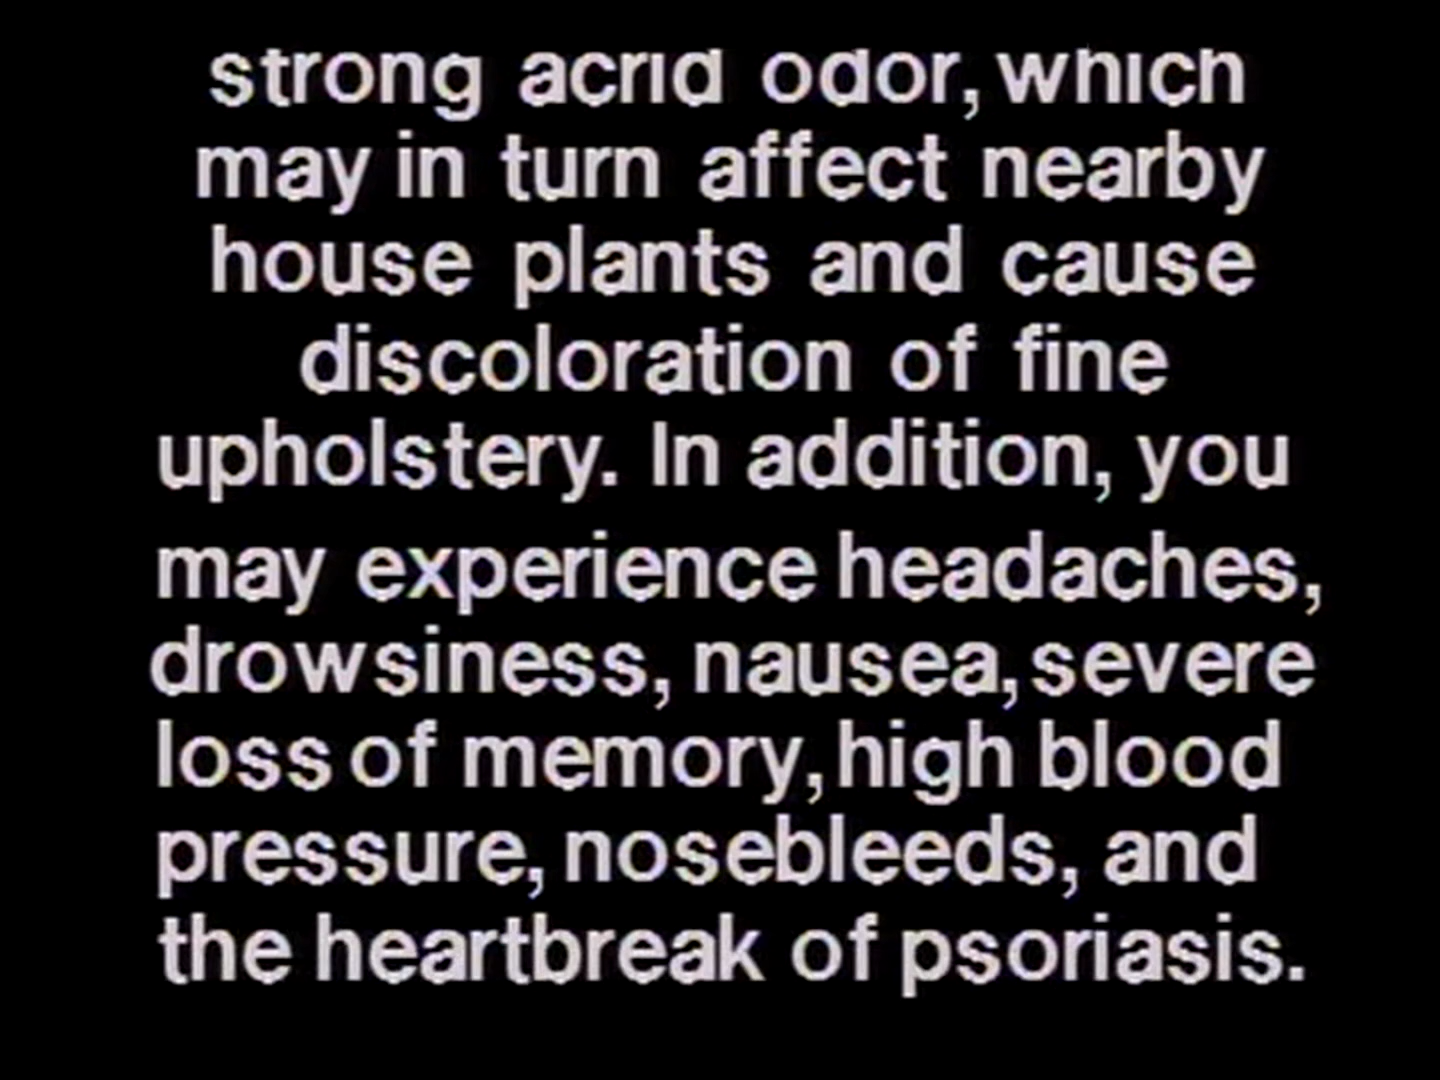 strong acrid odor, which
may in turn affect nearby
house plants and cause
discoloration of fine
upholstery. In addition, you
may experience headaches,
drowsiness, nausea, severe
loss of memory, high blood
pressure, nosebleeds, and
the heartbreak of psoriasis.